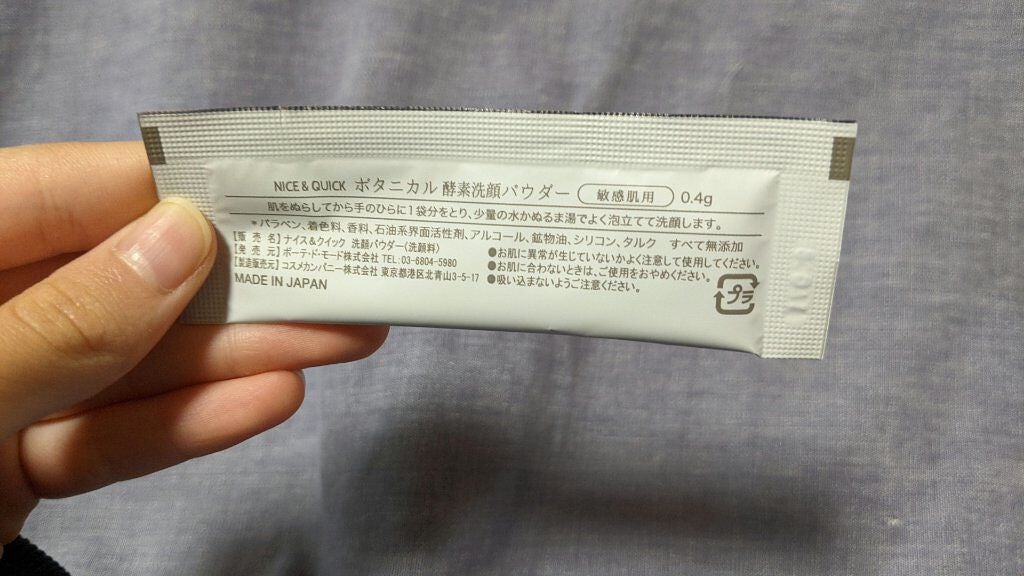 NICE & QUICK ボタニカル 酵素洗顔パウダー 敏感肌用 0.4g
肌をぬらしてから手のひらに1袋分をとり、少量の水かぬるま湯でよく泡立てて洗顔します。
*パラベン、着色料、香料、石油系界面活性剤、アルコール、鉱物油、シリコン、タルク すべて無添加
【販 売 名】ナイス&クイック 洗顔パウダー(洗顔料)
【発 売 元】ボーテ・ド・モード株式会社 TEL:03-6804-5980
【製造販売元】コスメカンパニー株式会社 東京都港区北青山3-5-17
MADE IN JAPAN
●お肌に異常が生じていないかよく注意して使用してください。
●お肌に合わないときは、ご使用をおやめください。
●吸い込まないようご注意ください。
プラ